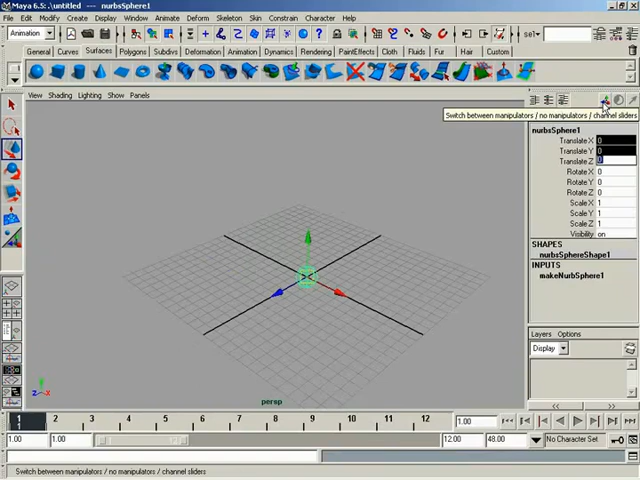 Maya 6.5: .\untitled --- nurbsSphere1
File Edit Modify Create Display Window Animate Deform Skeleton Skin Constrain Character Help
Animation
sel
General Curves Surfaces Polygons Subdivs Deformation Animation Dynamics Rendering PaintEffects Cloth Fluids Fur Hair Custom
View Shading Lighting Show Panels
Switch between manipulators / no manipulators / channel sliders
nurbsSphere1
Translate X 0
Translate Y 0
Translate Z 0
Rotate X 0
Rotate Y 0
Rotate Z 0
Scale X 1
Scale Y 1
Scale Z 1
Visibility on
SHAPES
nurbsSphereShape1
INPUTS
makeNurbSphere1
Layers Options
Display
persp
1 2 3 4 5 6 7 8 9 10 11 12 1.00
1.00 1.00 12.00 48.00 No Character Set
Switch between manipulators / no manipulators / channel sliders